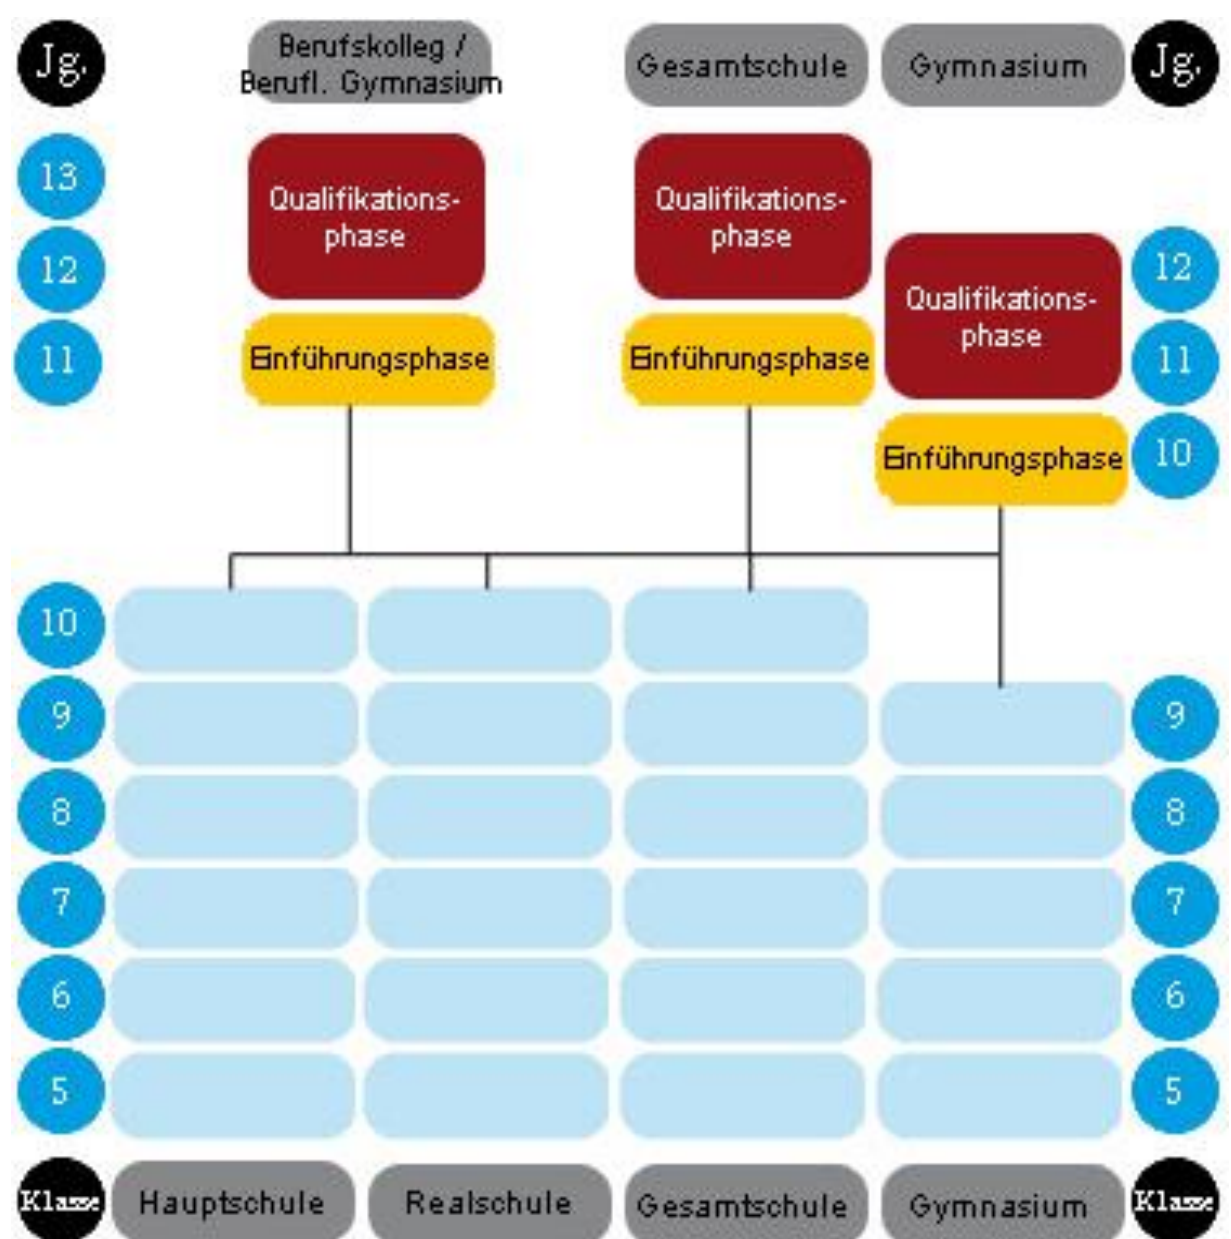 Jg.
Berufskolleg /
Berufl. Gymnasium
Gesamtschule
Gymnasium
Jg.
13
Qualifikations-
phase
Qualifikations-
phase
12
12
Qualifikations-
phase
11
Einführungsphase
Einführungsphase
11
Einführungsphase
10
10
9
9
8
8
7
7
6
6
5
5
Klasse
Hauptschule
Realschule
Gesamtschule
Gymnasium
Klasse